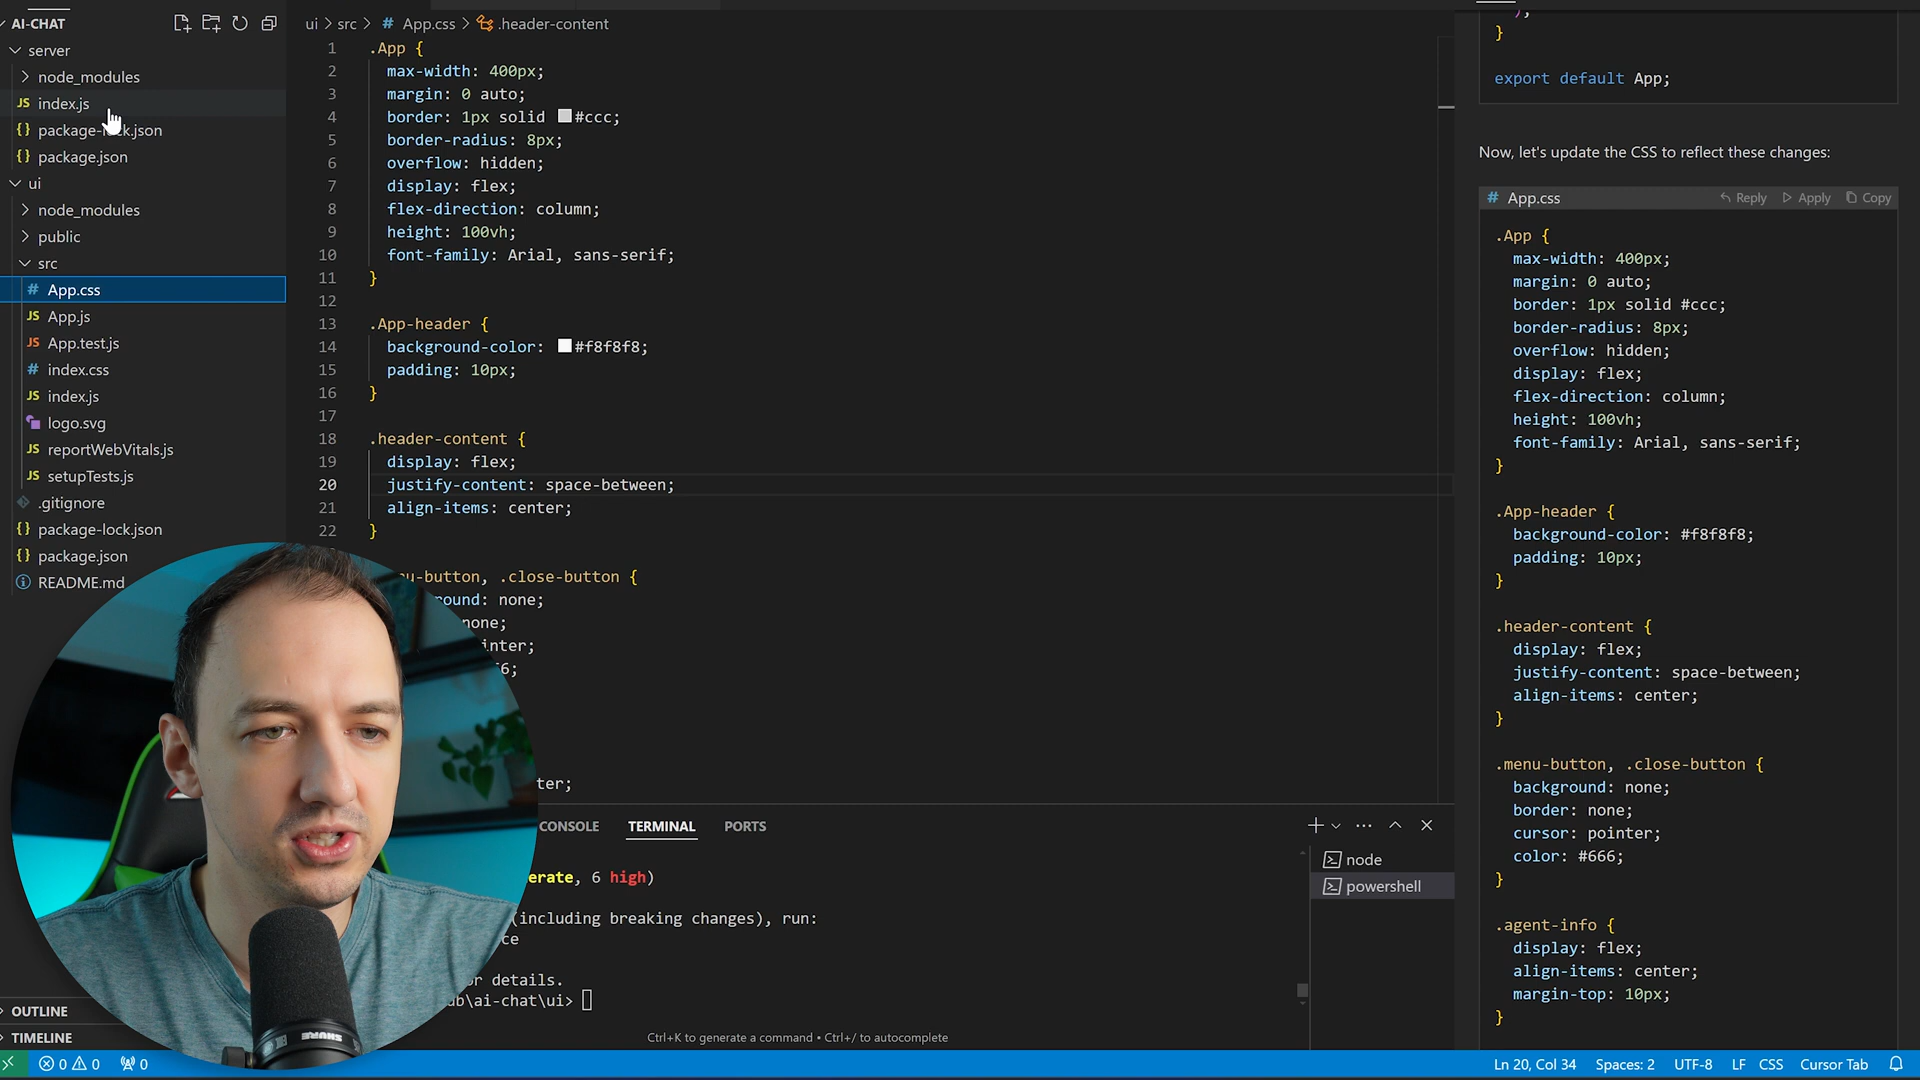 AI-CHAT
server
node_modules
index.js
package-lock.json
package.json
ui
node_modules
public
src
# App.css
JS App.js
JS App.test.js
# index.css
JS index.js
logo.svg
JS reportWebVitals.js
JS setupTests.js
.gitignore
{} package-lock.json
{} package.json
README.md
OUTLINE
TIMELINE
ui > src > # App.css > .header-content
1 .App {
2 max-width: 400px;
3 margin: 0 auto;
4 border: 1px solid #ccc;
5 border-radius: 8px;
6 overflow: hidden;
7 display: flex;
8 flex-direction: column;
9 height: 100vh;
10 font-family: Arial, sans-serif;
11 }
12
13 .App-header {
14 background-color: #f8f8f8;
15 padding: 10px;
16 }
17
18 .header-content {
19 display: flex;
20 justify-content: space-between;
21 align-items: center;
22 }
-button, .close-button {
ound: none;
none;
inter;
6;
ter;
CONSOLE TERMINAL PORTS
erate, 6 high)
(including breaking changes), run:
ce
or details.
b\ai-chat\ui>
Ctrl+K to generate a command • Ctrl+/ to autocomplete
node
powershell
);
}
export default App;
Now, let's update the CSS to reflect these changes:
# App.css Reply Apply Copy
.App {
max-width: 400px;
margin: 0 auto;
border: 1px solid #ccc;
border-radius: 8px;
overflow: hidden;
display: flex;
flex-direction: column;
height: 100vh;
font-family: Arial, sans-serif;
}
.App-header {
background-color: #f8f8f8;
padding: 10px;
}
.header-content {
display: flex;
justify-content: space-between;
align-items: center;
}
.menu-button, .close-button {
background: none;
border: none;
cursor: pointer;
color: #666;
}
.agent-info {
display: flex;
align-items: center;
margin-top: 10px;
}
SHURE
0 0 0 Ln 20, Col 34 Spaces: 2 UTF-8 LF CSS Cursor Tab